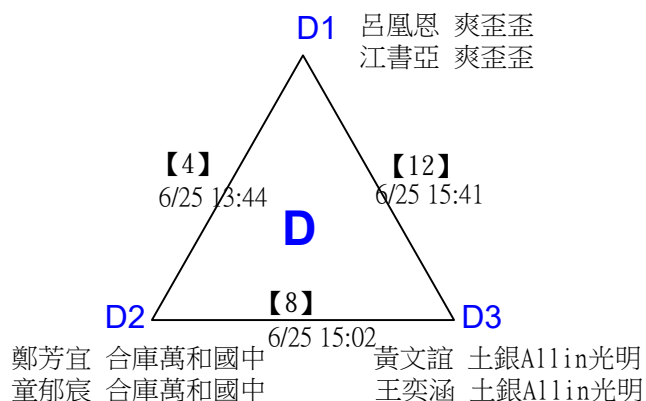 D1 呂凰恩 爽歪歪
江書亞 爽歪歪
【4】
6/25 13:44
【12】
6/25 15:41
D
【8】
6/25 15:02
D2
D3
鄭芳宜 合庫萬和國中
童郁宸 合庫萬和國中
黃文誼 土銀Allin光明
王奕涵 土銀Allin光明